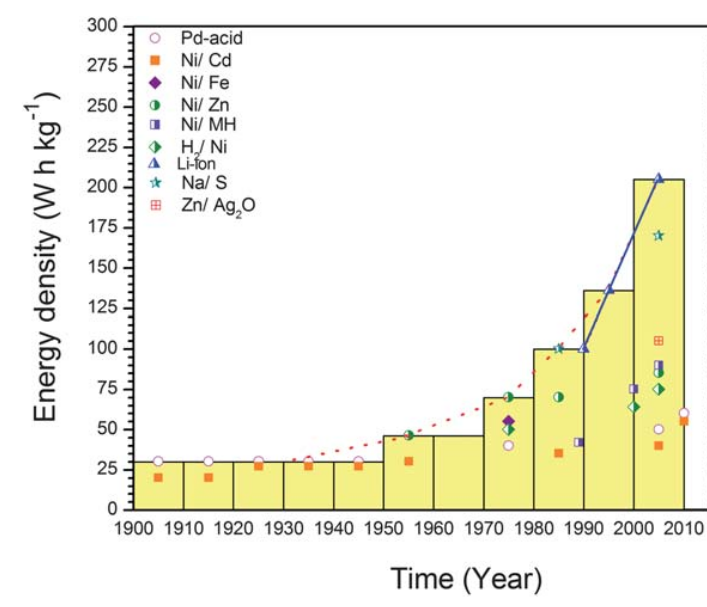 300
275
250
225
200
175
150
125
100
75
50
25
0
Energy density (W h kg⁻¹)
Pd-acid
Ni/ Cd
Ni/ Fe
Ni/ Zn
Ni/ MH
H₂/ Ni
Li-Ion
Na/ S
Zn/ Ag₂O
1900 1910 1920 1930 1940 1950 1960 1970 1980 1990 2000 2010
Time (Year)